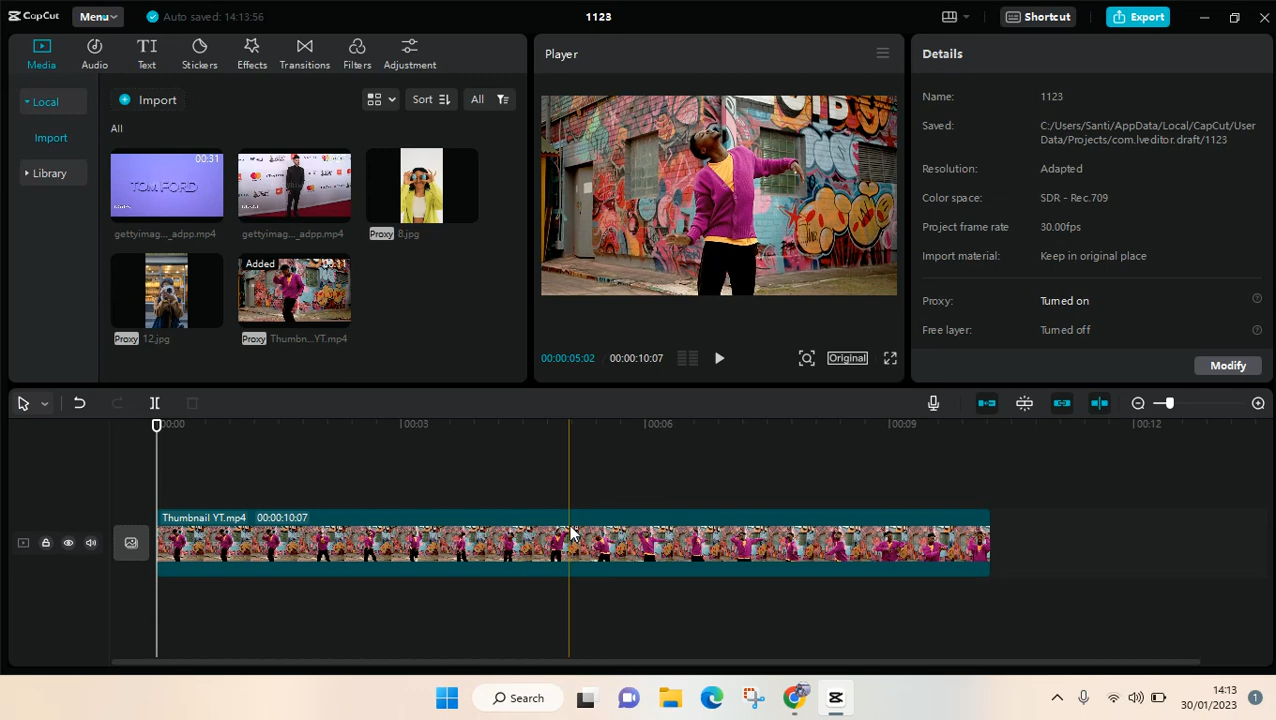 CapCut Menu Auto saved: 14:13:56 1123 Shortcut Export
Media Audio Text Stickers Effects Transitions Filters Adjustment
Local
Import
Library
Import Sort All
All
00:31
TOM FORD
gettyimag..._adpp.mp4
gettyimag..._adpp.mp4
Proxy 8.jpg
Proxy 12.jpg
Added 00:11
Proxy Thumbn...YT.mp4
Player
00:00:05:02 / 00:00:10:07 Original
Details
Name: 1123
Saved: C:/Users/Santi/AppData/Local/CapCut/User
Data/Projects/com.lveditor.draft/1123
Resolution: Adapted
Color space: SDR - Rec.709
Project frame rate 30.00fps
Import material: Keep in original place
Proxy: Turned on
Free layer: Turned off
Modify
00:00 00:03 00:06 00:09 00:12
Thumbnail YT.mp4 00:00:10:07
Search
14:13
30/01/2023
1